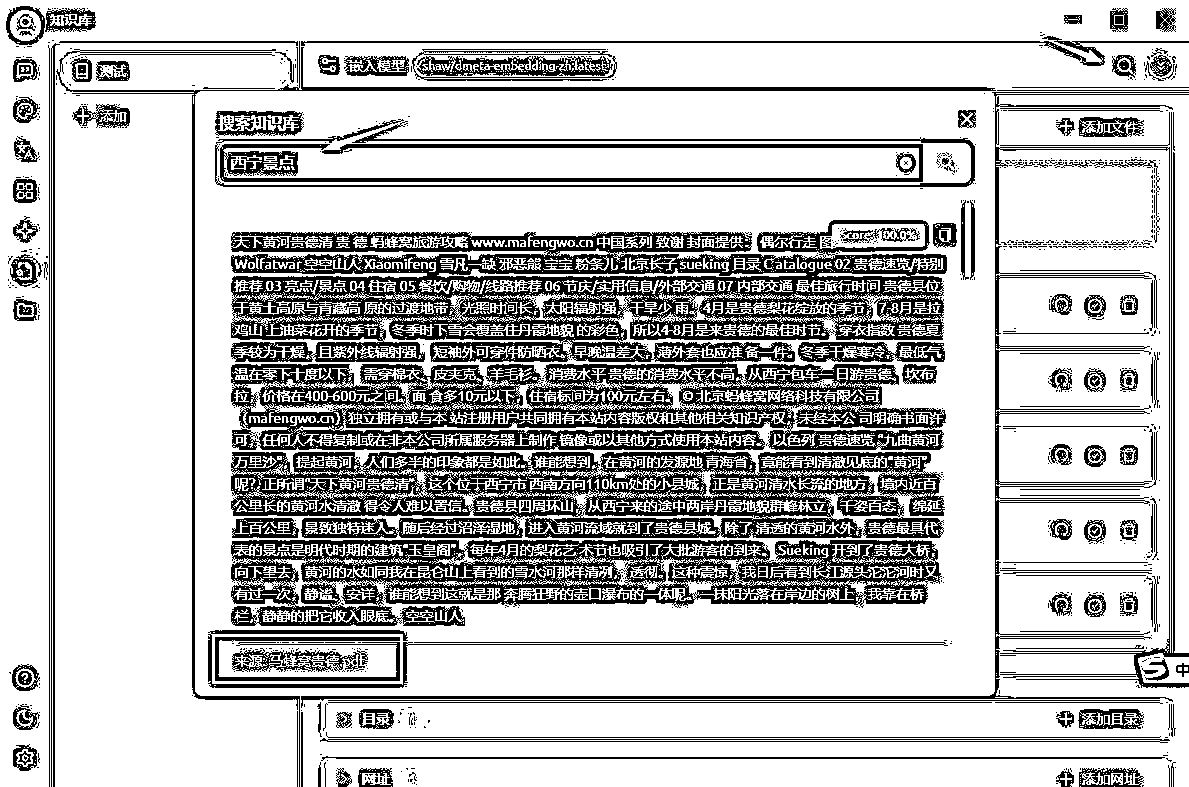 知识库
测试
添加
嵌入模型 shaw/dmeta-embedding-zh:latest
添加文件
搜索知识库
西宁景点
Score: 100.0%
天下黄河贵德清 贵 德 蚂蜂窝旅游攻略 www.mafengwo.cn 中国系列 致谢 封面提供： 偶尔行走 图
Wolfatwar 空空山人 Xiaomifeng 雪凡一缺 邪恶熊 宝宝 粉条儿 北京长了 sueking 目录 Catalogue 02 贵德速览/特别
推荐 03 亮点/景点 04 住宿 05 餐饮/购物/线路推荐 06 节庆/实用信息/外部交通 07 内部交通 最佳旅行时间 贵德县位
于黄土高原与青藏高 原的过渡地带，光照时间长，太阳辐射强，干旱少雨。4月是贵德梨花绽放的季节，7-8月是拉
鸡山上油菜花开的季节，冬季时下雪会覆盖住丹霞地貌 的彩色，所以4-8月是来贵德的最佳时节。穿衣指数 贵德夏
季较为干燥，且紫外线辐射强，短袖外可穿件防晒衣。早晚温差大，薄外套也应准 备一件。冬季干燥寒冷，最低气
温在零下十度以下，需穿棉衣、皮夹克、羊毛衫。消费水平 贵德的消费水平不高。从西宁包车一日游贵德、坎布
拉，价格在400-600元之间。面 食多10元以下，住宿标间为100元左右。 © 北京蚂蜂窝网络科技有限公司
（mafengwo.cn）独立拥有或与本 站注册用户共同拥有本站内容版权和其他相关知识产权，未经本公 司明确书面许
可，任何人不得复制或在非本公司所属服务器上制作 镜像或以其他方式使用本站内容。 以色列 贵德速览 “九曲黄河
万里沙”，提起黄河，人们多半的印象都是如此。谁能想到，在黄河的发源地 青海省，竟能看到清澈见底的“黄河”
呢？正所谓“天下黄河贵德清”，这个位于西宁市 西南方向110km处的小县城，正是黄河清水长流的地方，境内近百
公里长的黄河水清澈 得令人难以置信。贵德县四周环山，从西宁来的途中两岸丹霞地貌群峰林立，千姿百态，绵延
上百公里，景致独特迷人。随后经过沼泽湿地，进入黄河流域就到了贵德县城。除了 清透的黄河水外，贵德最具代
表的景点是明代时期的建筑“玉皇阁”。每年4月的梨花艺 术节也吸引了大批游客的到来。 Sueking 开到了贵德大桥，
向下望去，黄河的水如同我在昆仑山上看到的雪水河那样清冽，透彻。这种震惊，我日后看到长江源头沱沱河时又
有过一次，静谧、安详，谁能想到这就是那 奔腾狂野的壶口瀑布的一体呢。一抹阳光落在岸边的树上，我靠在桥
栏，静静的把它收入眼底。 空空山人
来源: 马蜂窝贵德.pdf
中
目录
添加目录
网址
添加网址